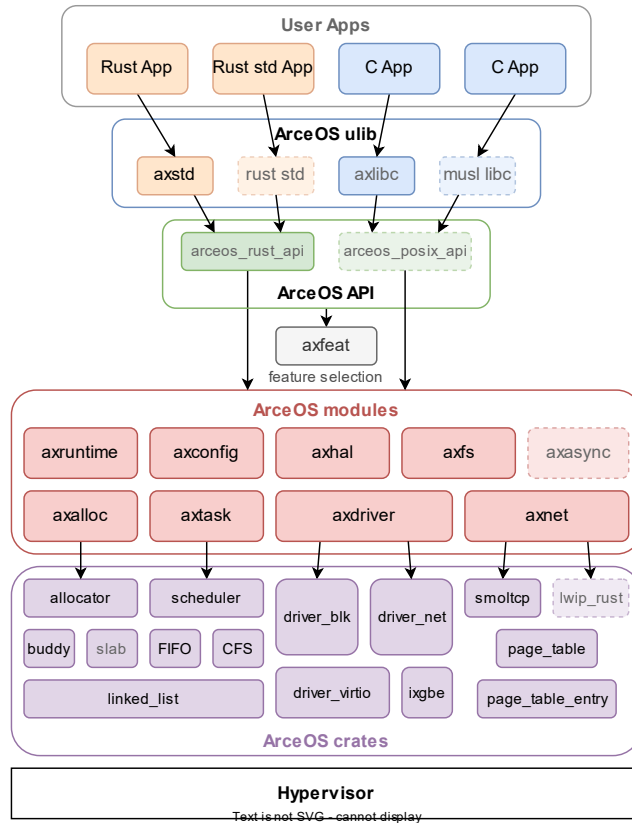 User Apps
Rust App
Rust std App
C App
C App
ArceOS ulib
axstd
rust std
axlibc
musl libc
arceos_rust_api
arceos_posix_api
ArceOS API
axfeat
feature selection
ArceOS modules
axruntime
axconfig
axhal
axfs
axasync
axalloc
axtask
axdriver
axnet
allocator
scheduler
driver_blk
driver_net
smoltcp
lwip_rust
buddy
slab
FIFO
CFS
page_table
linked_list
driver_virtio
ixgbe
page_table_entry
ArceOS crates
Hypervisor
Text is not SVG - cannot display